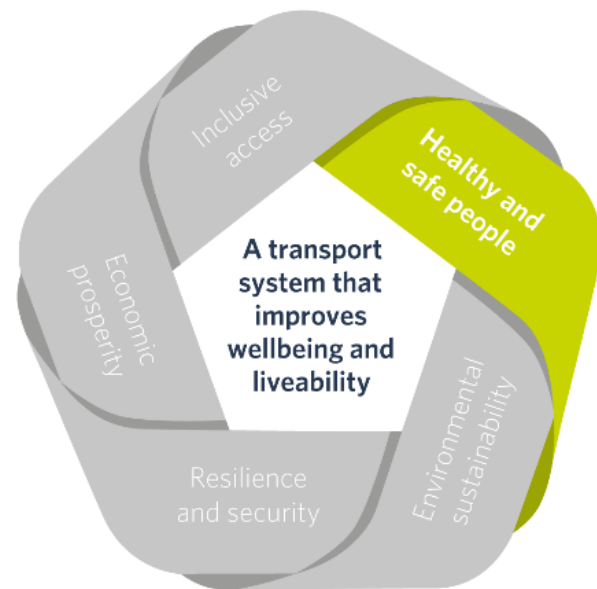 Inclusive
access
Healthy and
safe people
A transport
system that
improves
wellbeing and
liveability
Economic
prosperity
Environmental
sustainability
Resilience
and security